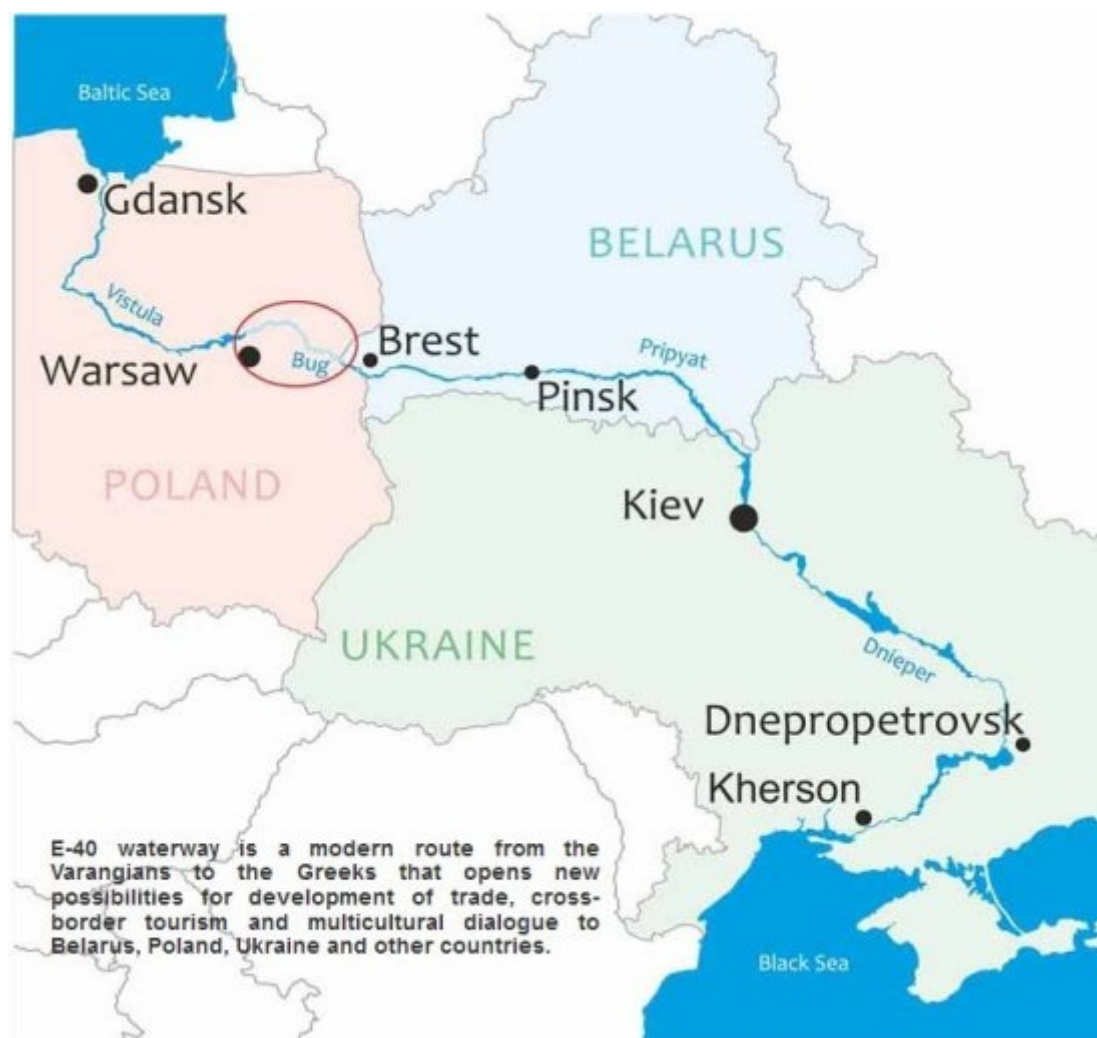 Baltic Sea
Gdansk
BELARUS
Vistula
Brest
Warsaw
Bug
Pripyat
Pinsk
POLAND
Kiev
UKRAINE
Dnieper
Dnepropetrovsk
Kherson
E-40 waterway is a modern route from the
Varangians to the Greeks that opens new
possibilities for development of trade, cross-
border tourism and multicultural dialogue to
Belarus, Poland, Ukraine and other countries.
Black Sea